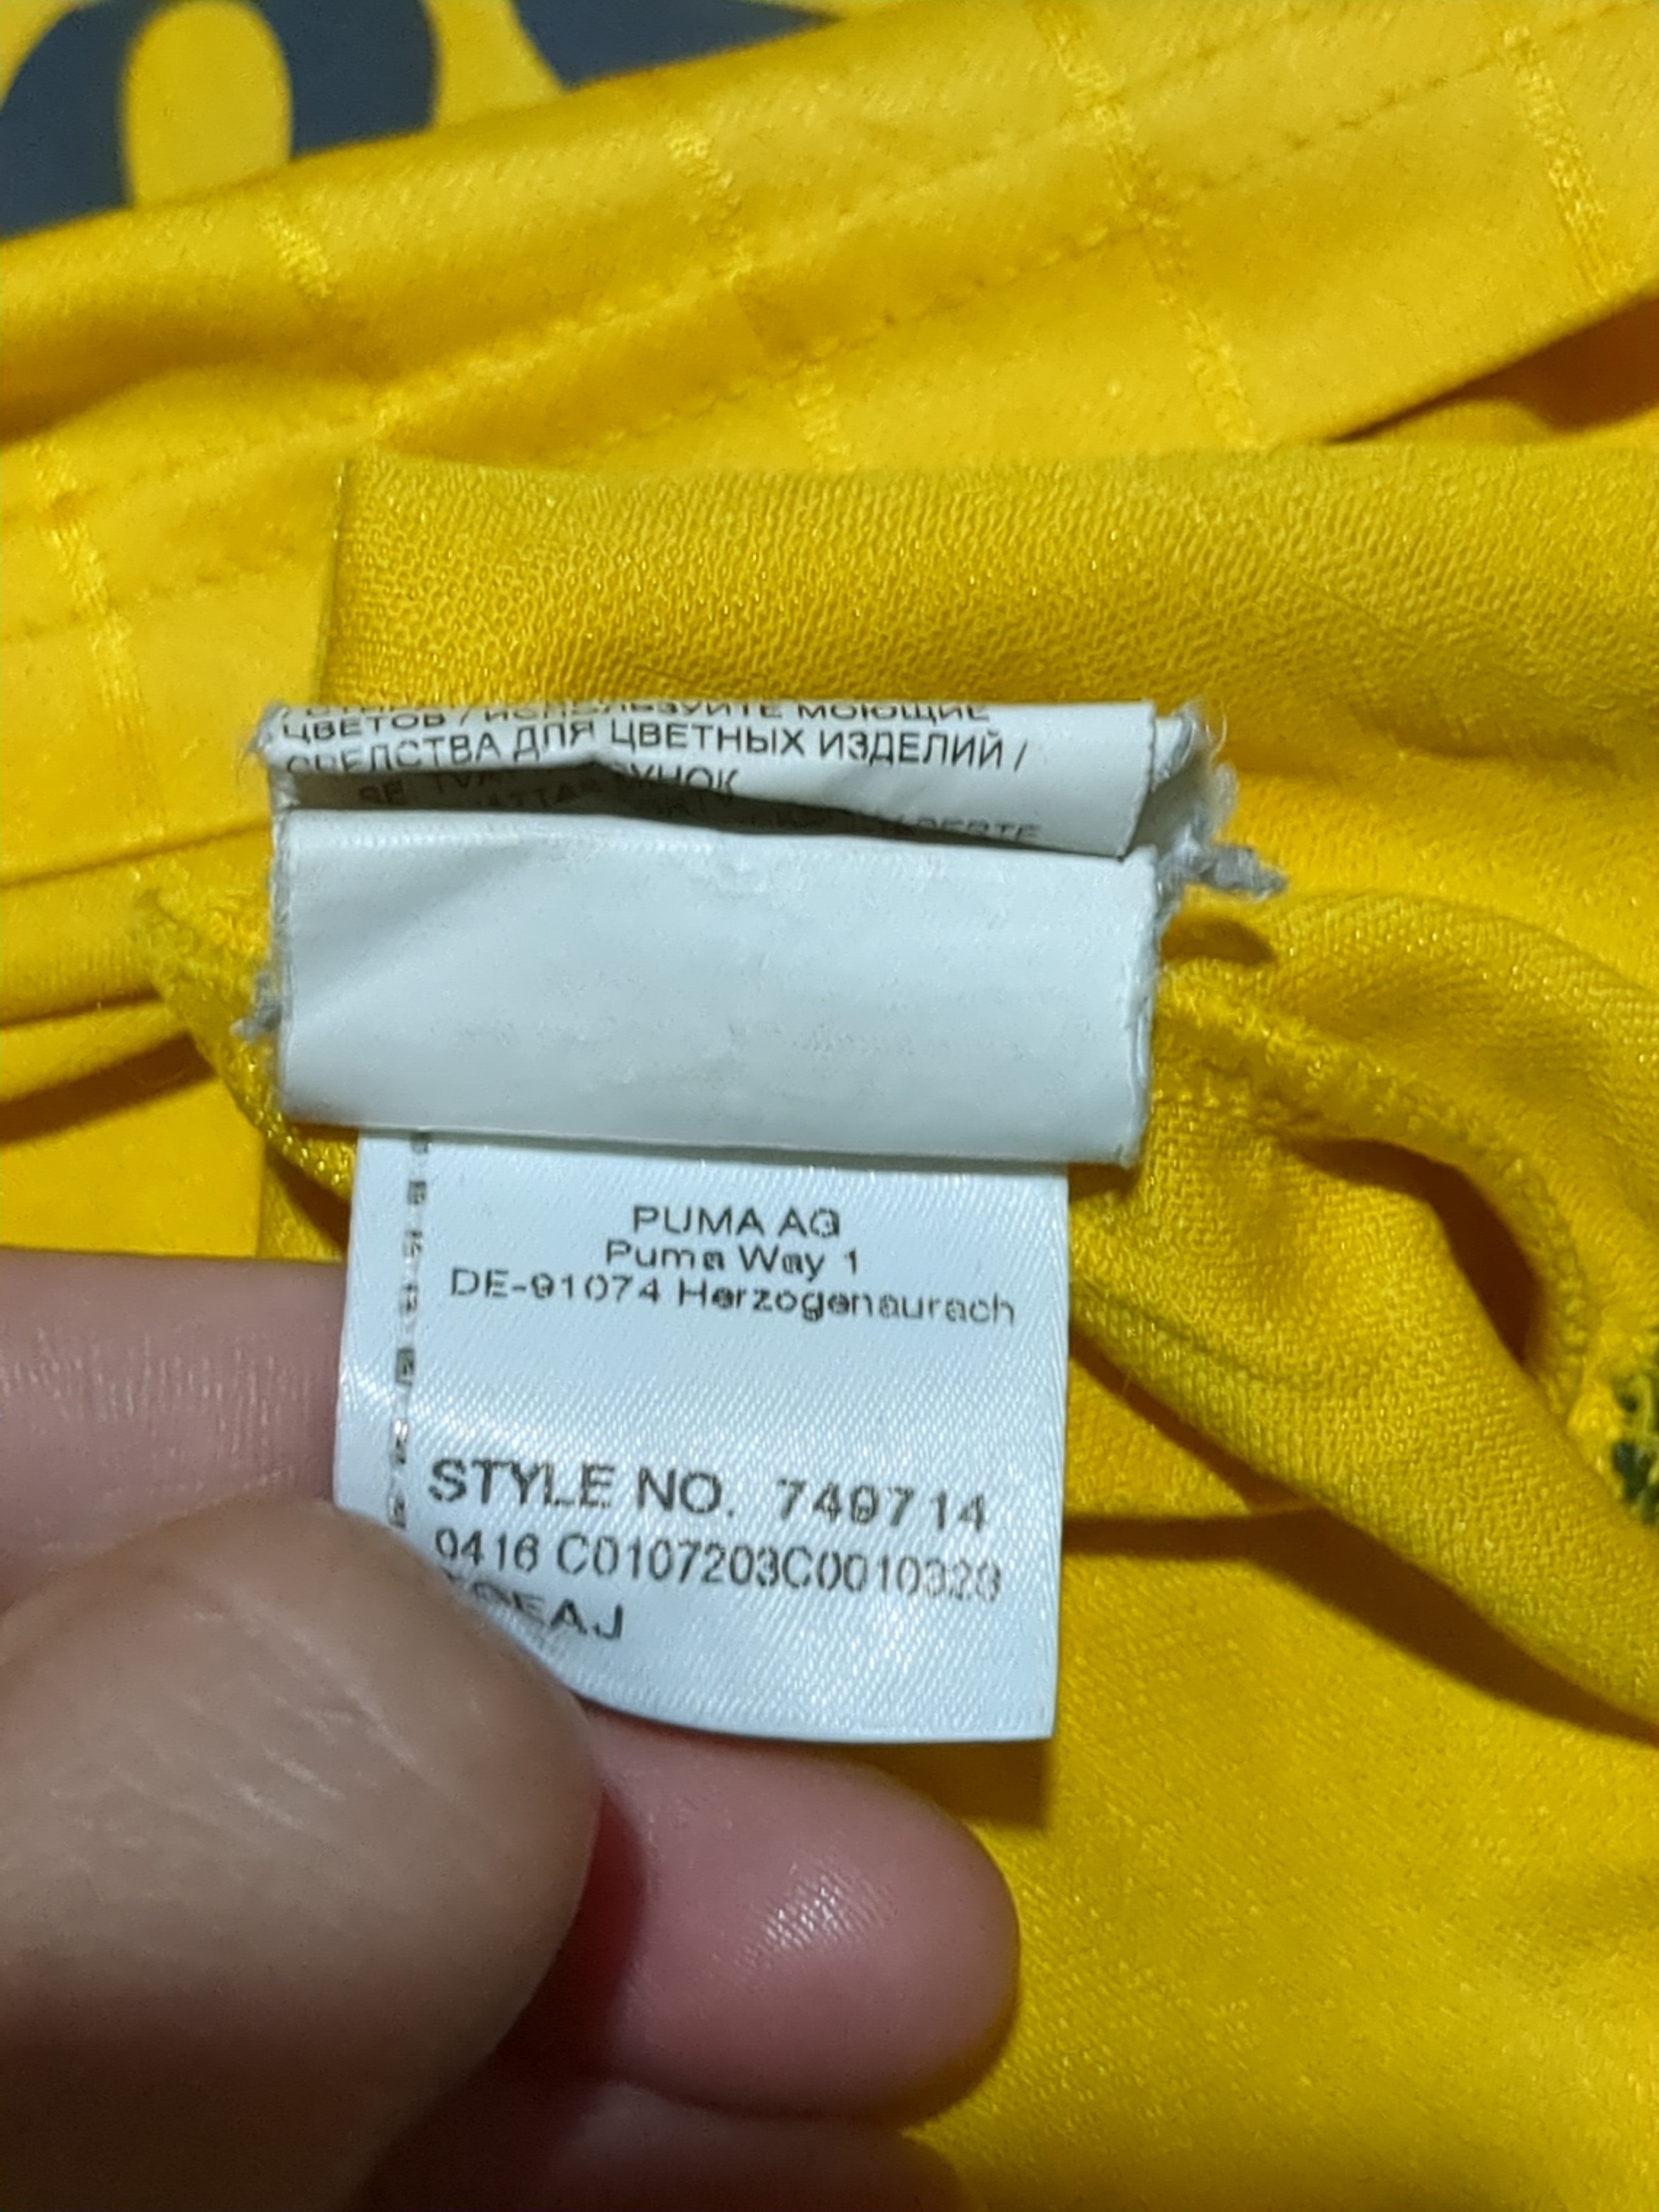 ЦВЕТОВ / ИСПОЛЬЗУЙТЕ МОЮЩИЕ
СРЕДСТВА ДЛЯ ЦВЕТНЫХ ИЗДЕЛИЙ /
PUMA AG
Puma Way 1
DE-91074 Herzogenaurach
STYLE NO. 749714
0416 C0107203C0010328